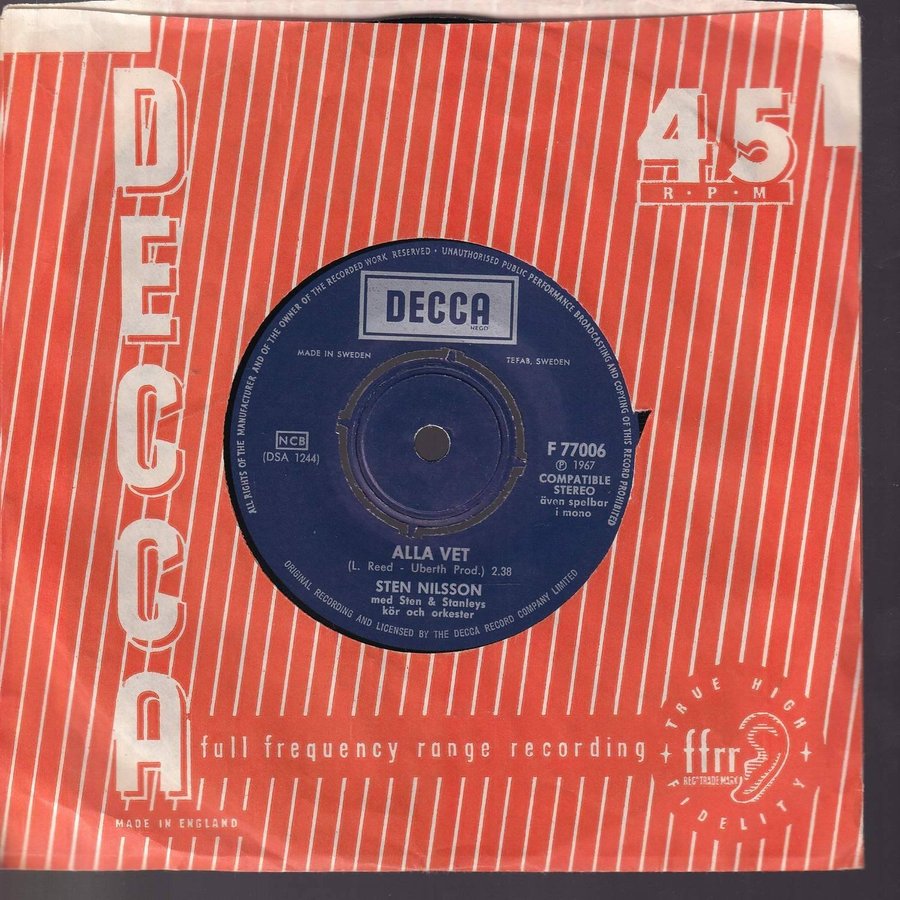 DECCA
45
R·P·M
ALL RIGHTS OF THE MANUFACTURER AND OF THE OWNER OF THE RECORDED WORK RESERVED · UNAUTHORISED PUBLIC PERFORMANCE BROADCASTING AND COPYING OF THIS RECORD PROHIBITED
DECCA
REGD
MADE IN SWEDEN
TEFAB, SWEDEN
NCB
(DSA 1244)
F 77006
℗ 1967
COMPATIBLE
STEREO
även spelbar
i mono
ALLA VET
(L. Reed - Uberth Prod.) 2.38
STEN NILSSON
med Sten & Stanleys
kör och orkester
ORIGINAL RECORDING AND LICENSED BY THE DECCA RECORD COMPANY LIMITED
full frequency range recording
TRUE HIGH
ffrr
REGD TRADE MARK
FIDELITY
MADE IN ENGLAND